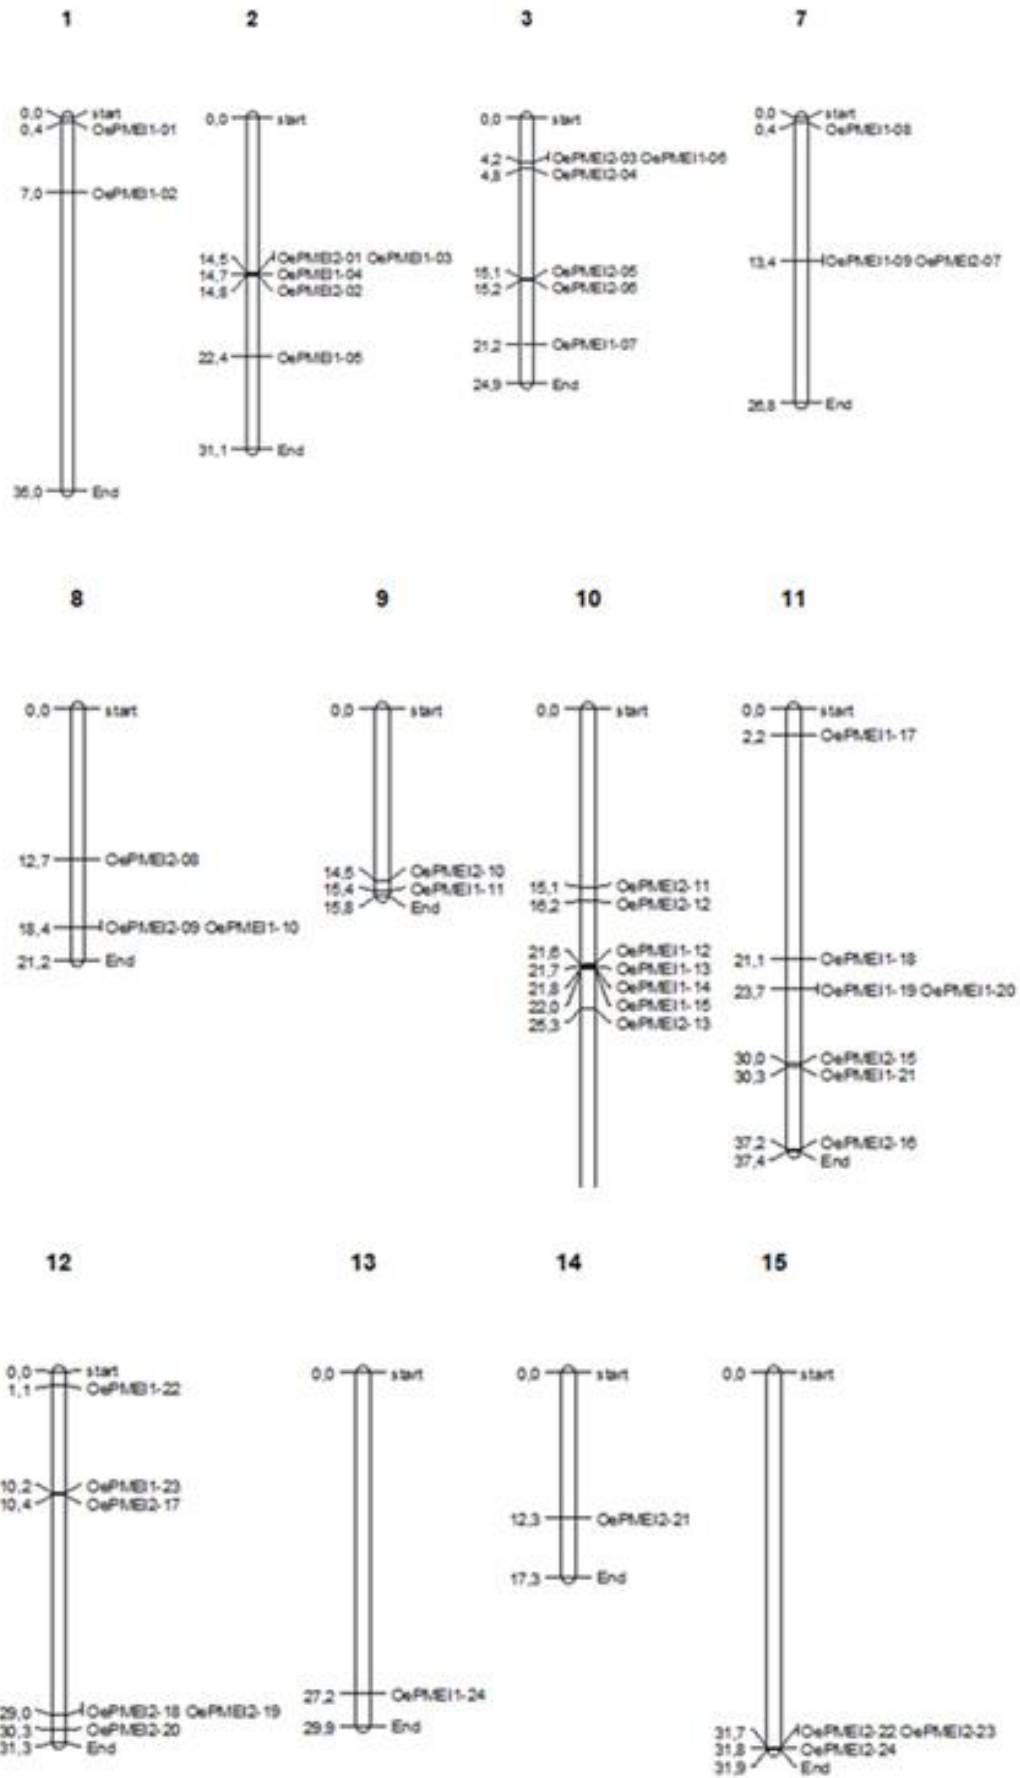 1 2 3 7
0,0 start
0,4 OePMEI1-01
7,0 OePMEI1-02
35,0 End
0,0 start
14,5 OePMEI2-01 OePMEI1-03
14,7 OePMEI1-04
14,8 OePMEI2-02
22,4 OePMEI1-05
31,1 End
0,0 start
4,2 OePMEI2-03 OePMEI1-06
4,8 OePMEI2-04
15,1 OePMEI2-05
15,2 OePMEI2-06
21,2 OePMEI1-07
24,9 End
0,0 start
0,4 OePMEI1-08
13,4 OePMEI1-09 OePMEI2-07
26,8 End
8 9 10 11
0,0 start
12,7 OePMEI2-08
18,4 OePMEI2-09 OePMEI1-10
21,2 End
0,0 start
14,5 OePMEI2-10
15,4 OePMEI1-11
15,8 End
0,0 start
15,1 OePMEI2-11
16,2 OePMEI2-12
21,6 OePMEI1-12
21,7 OePMEI1-13
21,8 OePMEI1-14
22,0 OePMEI1-15
25,3 OePMEI2-13
0,0 start
2,2 OePMEI1-17
21,1 OePMEI1-18
23,7 OePMEI1-19 OePMEI1-20
30,0 OePMEI2-15
30,3 OePMEI1-21
37,2 OePMEI2-16
37,4 End
12 13 14 15
0,0 start
1,1 OePMEI1-22
10,2 OePMEI1-23
10,4 OePMEI2-17
29,0 OePMEI2-18 OePMEI2-19
30,3 OePMEI2-20
31,3 End
0,0 start
27,2 OePMEI1-24
29,9 End
0,0 start
12,3 OePMEI2-21
17,3 End
0,0 start
31,7 OePMEI2-22 OePMEI2-23
31,8 OePMEI2-24
31,9 End